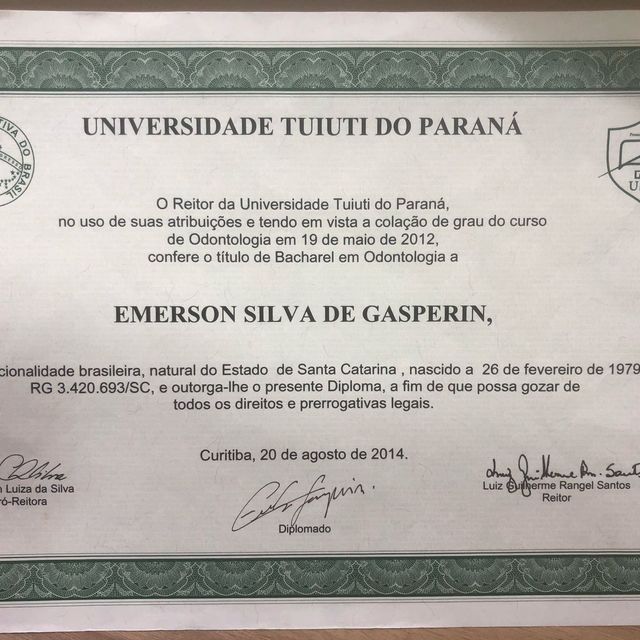 TIVA DO BRASIL
UNIVERSIDADE TUIUTI DO PARANÁ
O Reitor da Universidade Tuiuti do Paraná,
no uso de suas atribuições e tendo em vista a colação de grau do curso
de Odontologia em 19 de maio de 2012,
confere o título de Bacharel em Odontologia a
EMERSON SILVA DE GASPERIN,
cionalidade brasileira, natural do Estado de Santa Catarina , nascido a 26 de fevereiro de 1979
RG 3.420.693/SC, e outorga-lhe o presente Diploma, a fim de que possa gozar de
todos os direitos e prerrogativas legais.
Curitiba, 20 de agosto de 2014.
n Luiza da Silva
ró-Reitora
Diplomado
Luiz Guilherme Rangel Santos
Reitor